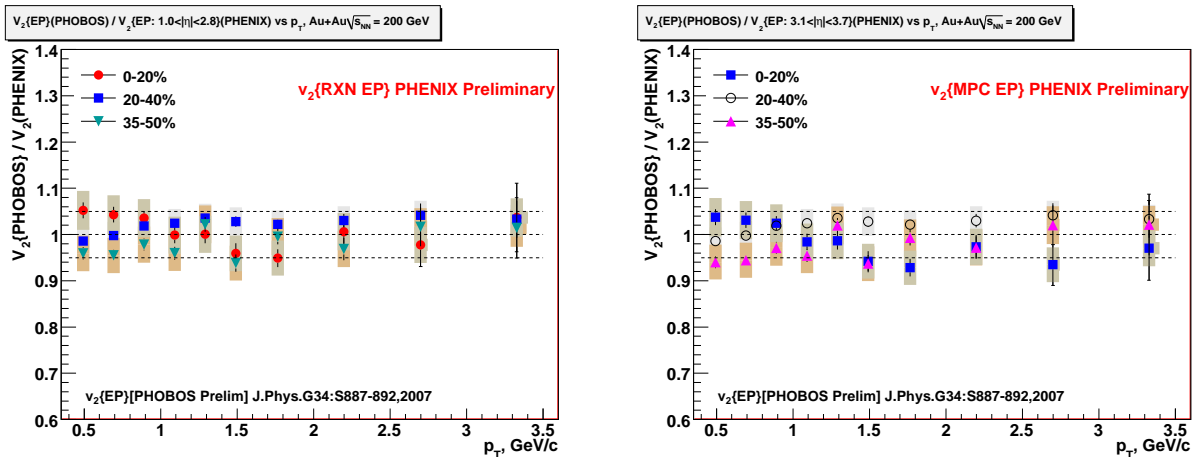 V₂{EP}(PHOBOS) / V₂{EP: 1.0<|η|<2.8}(PHENIX) vs p_T, Au+Au√s_NN = 200 GeV
V₂(PHOBOS} / V₂(PHENIX)
1.4
1.3
1.2
1.1
1
0.9
0.8
0.7
0.6
0-20%
20-40%
35-50%
v₂{RXN EP} PHENIX Preliminary
v₂{EP}[PHOBOS Prelim] J.Phys.G34:S887-892,2007
0.5 1 1.5 2 2.5 3 3.5
p_T, GeV/c
V₂{EP}(PHOBOS) / V₂{EP: 3.1<|η|<3.7}(PHENIX) vs p_T, Au+Au√s_NN = 200 GeV
V₂(PHOBOS} / V₂(PHENIX)
1.4
1.3
1.2
1.1
1
0.9
0.8
0.7
0.6
0-20%
20-40%
35-50%
v₂{MPC EP} PHENIX Preliminary
v₂{EP}[PHOBOS Prelim] J.Phys.G34:S887-892,2007
0.5 1 1.5 2 2.5 3 3.5
p_T, GeV/c